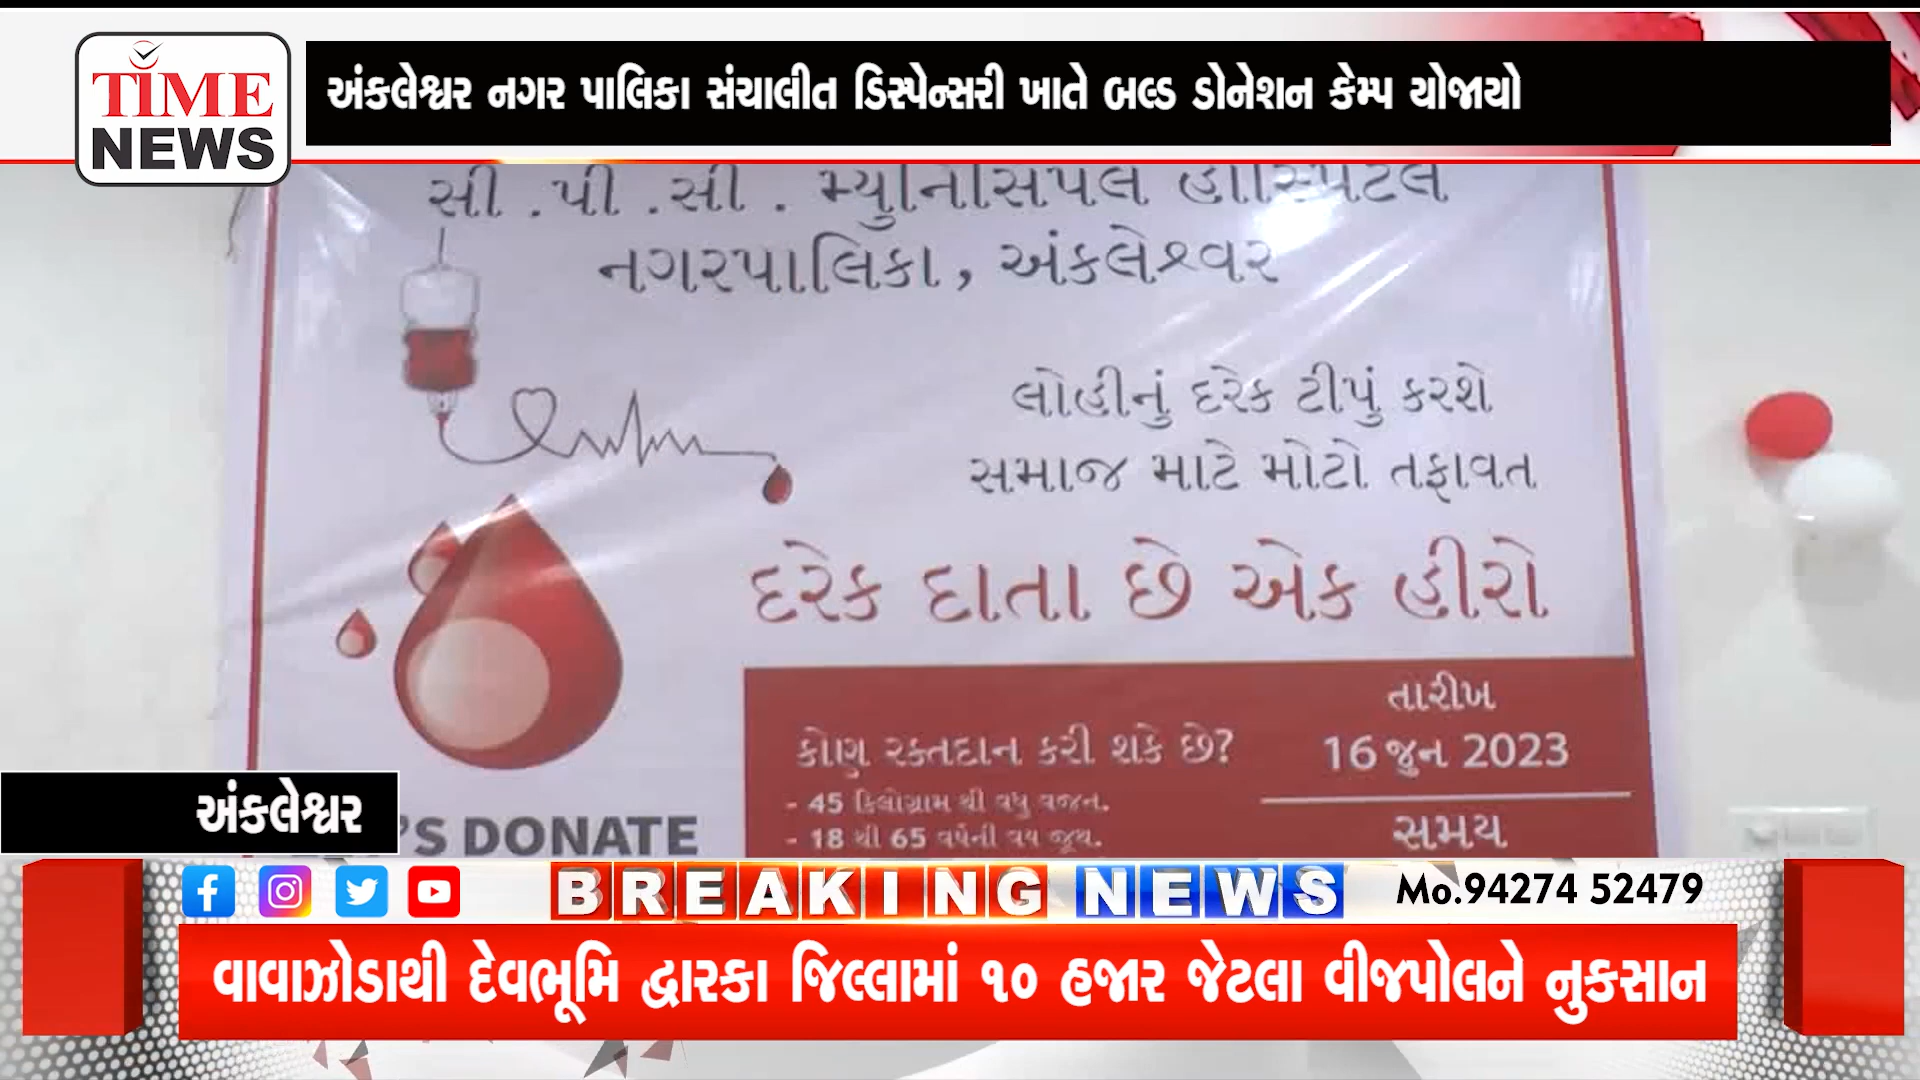 TIME
NEWS
અંકલેશ્વર નગર પાલિકા સંચાલીત ડિસ્પેન્સરી ખાતે બલ્ડ ડોનેશન કેમ્પ યોજાયો
સી .પી .સી . મ્યુનિસિપલ હોસ્પિટલ
નગરપાલિકા, અંકલેશ્વર
લોહીનું દરેક ટીપું કરશે
સમાજ માટે મોટો તફાવત
દરેક દાતા છે એક હીરો
તારીખ
16 જુન 2023
સમય
કોણ રક્તદાન કરી શકે છે?
- 45 કિલોગ્રામ થી વધુ વજન.
- 18 થી 65 વર્ષની વય જૂથ.
'S DONATE
અંકલેશ્વર
BREAKING NEWS
Mo.94274 52479
વાવાઝોડાથી દેવભૂમિ દ્વારકા જિલ્લામાં ૧૦ હજાર જેટલા વીજપોલને નુકસાન